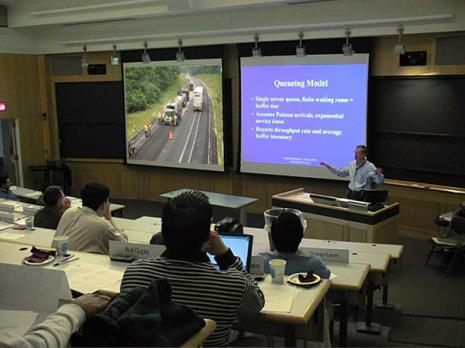 Queueing Model
• Single server queue, finite waiting room =
buffer size
• Assumes Poisson arrivals, exponential
service times
• Reports throughput rate and average
buffer inventory